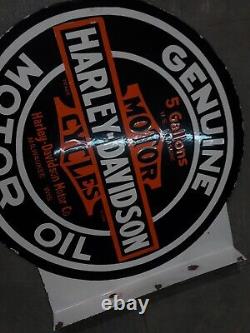 GENUINE
5 Gallons
MOTOR
HARLEY-DAVIDSON
CYCLES
Harley-Davidson Motor Co.
MOTOR OIL